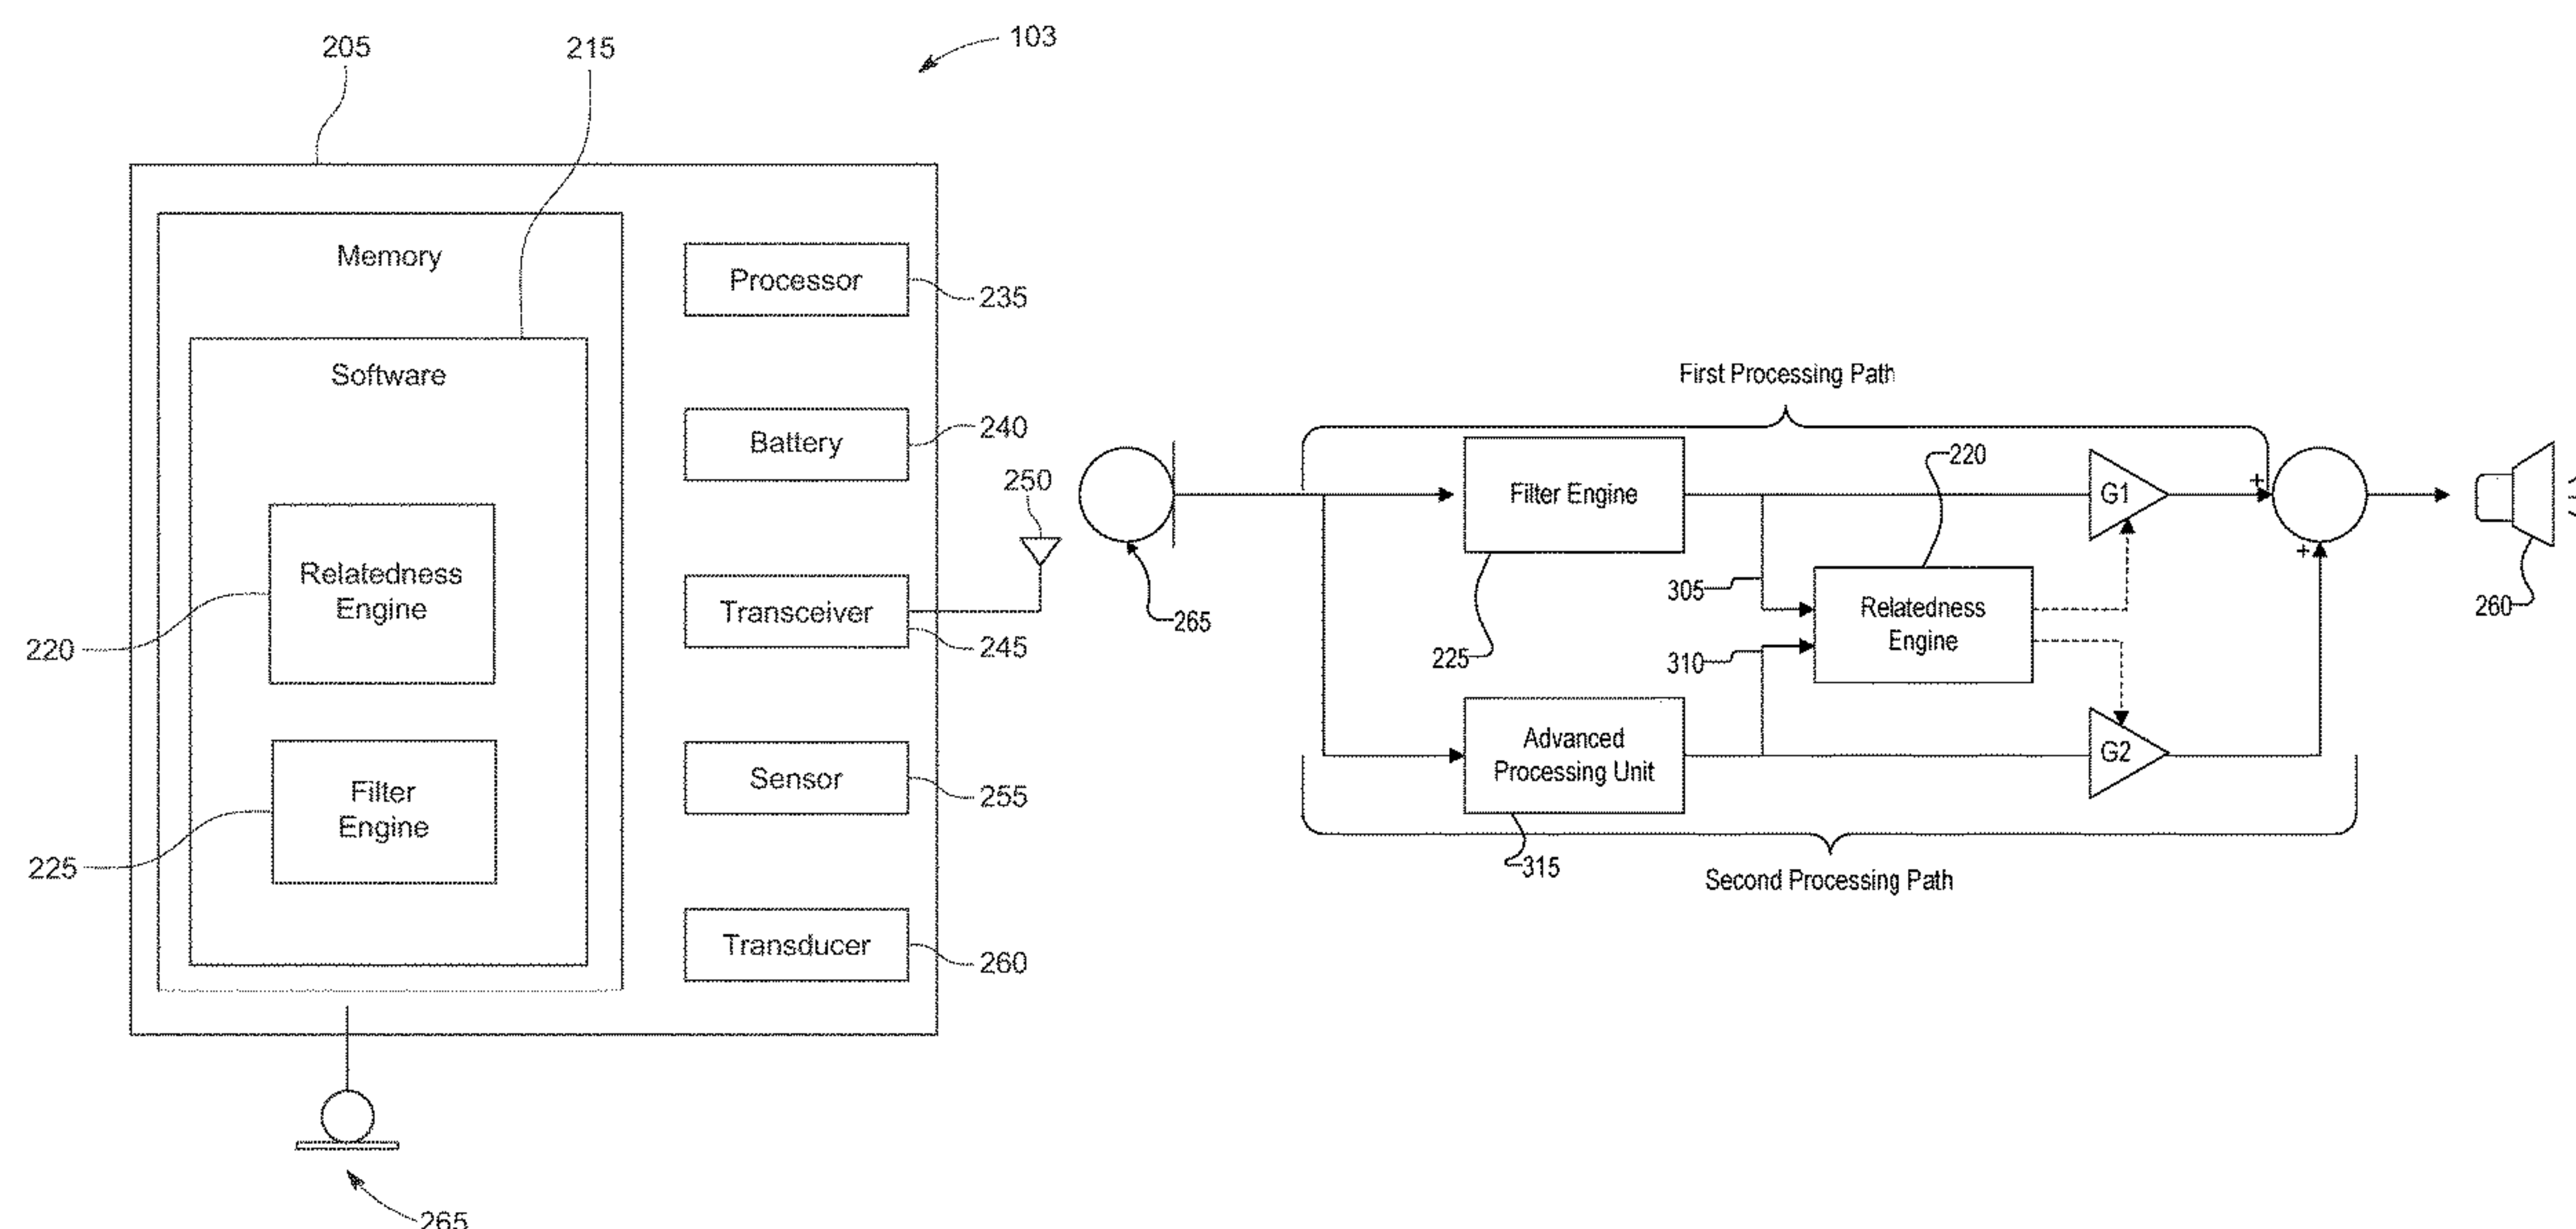 205
215
103
Memory
Software
Relatedness
Engine
220
Filter
Engine
225
Processor
235
Battery
240
250
Transceiver
245
Sensor
255
Transducer
260
265
First Processing Path
265
Filter Engine
225
305
310
220
Relatedness
Engine
G1
+
+
260
Advanced
Processing Unit
315
G2
Second Processing Path